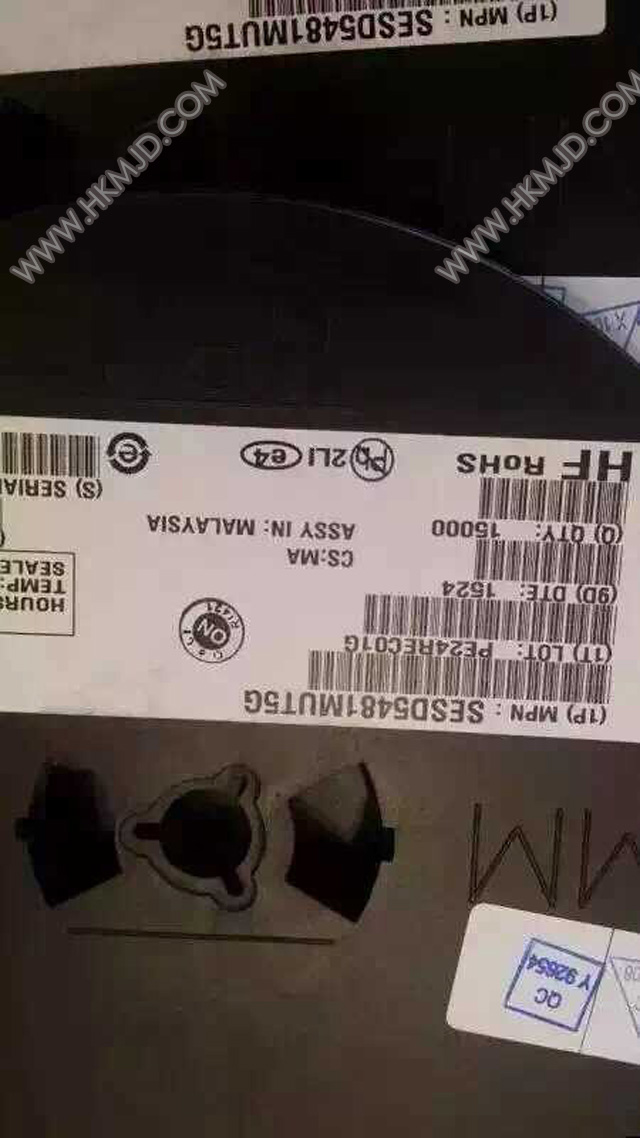 (1P) MPN : SESD5481MUT5G
WWW.HKMJD.COM
WWW.HKMJD.COM
(1P) MPN : SESD5481MUT5G
(1T) LOT: PE24REC01G
(9D) DTE: 1524
CS:MA
ASSY IN: MALAYSIA
(Q) QTY: 15000
HF RoHS
Pb 2LI e4
e
ON
HOURS
TEMP:
SEALE
(S) SERIAL
QC
Y92654